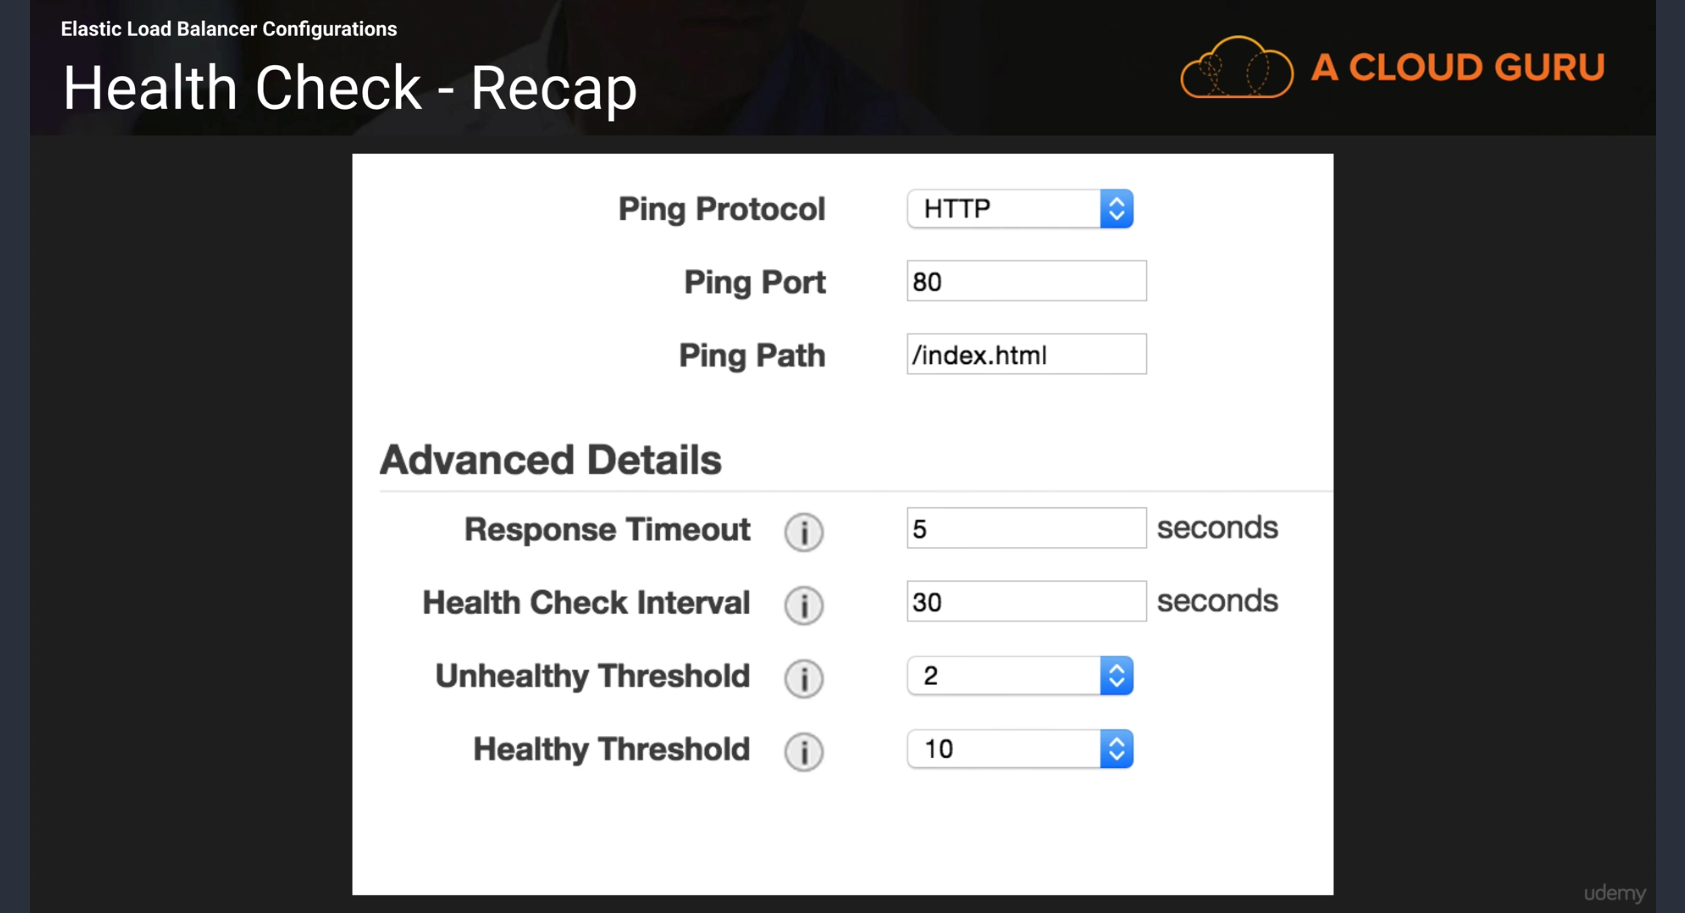 Elastic Load Balancer Configurations
Health Check - Recap
A CLOUD GURU
Ping Protocol HTTP
Ping Port 80
Ping Path /index.html
Advanced Details
Response Timeout i 5 seconds
Health Check Interval i 30 seconds
Unhealthy Threshold i 2
Healthy Threshold i 10
udemy